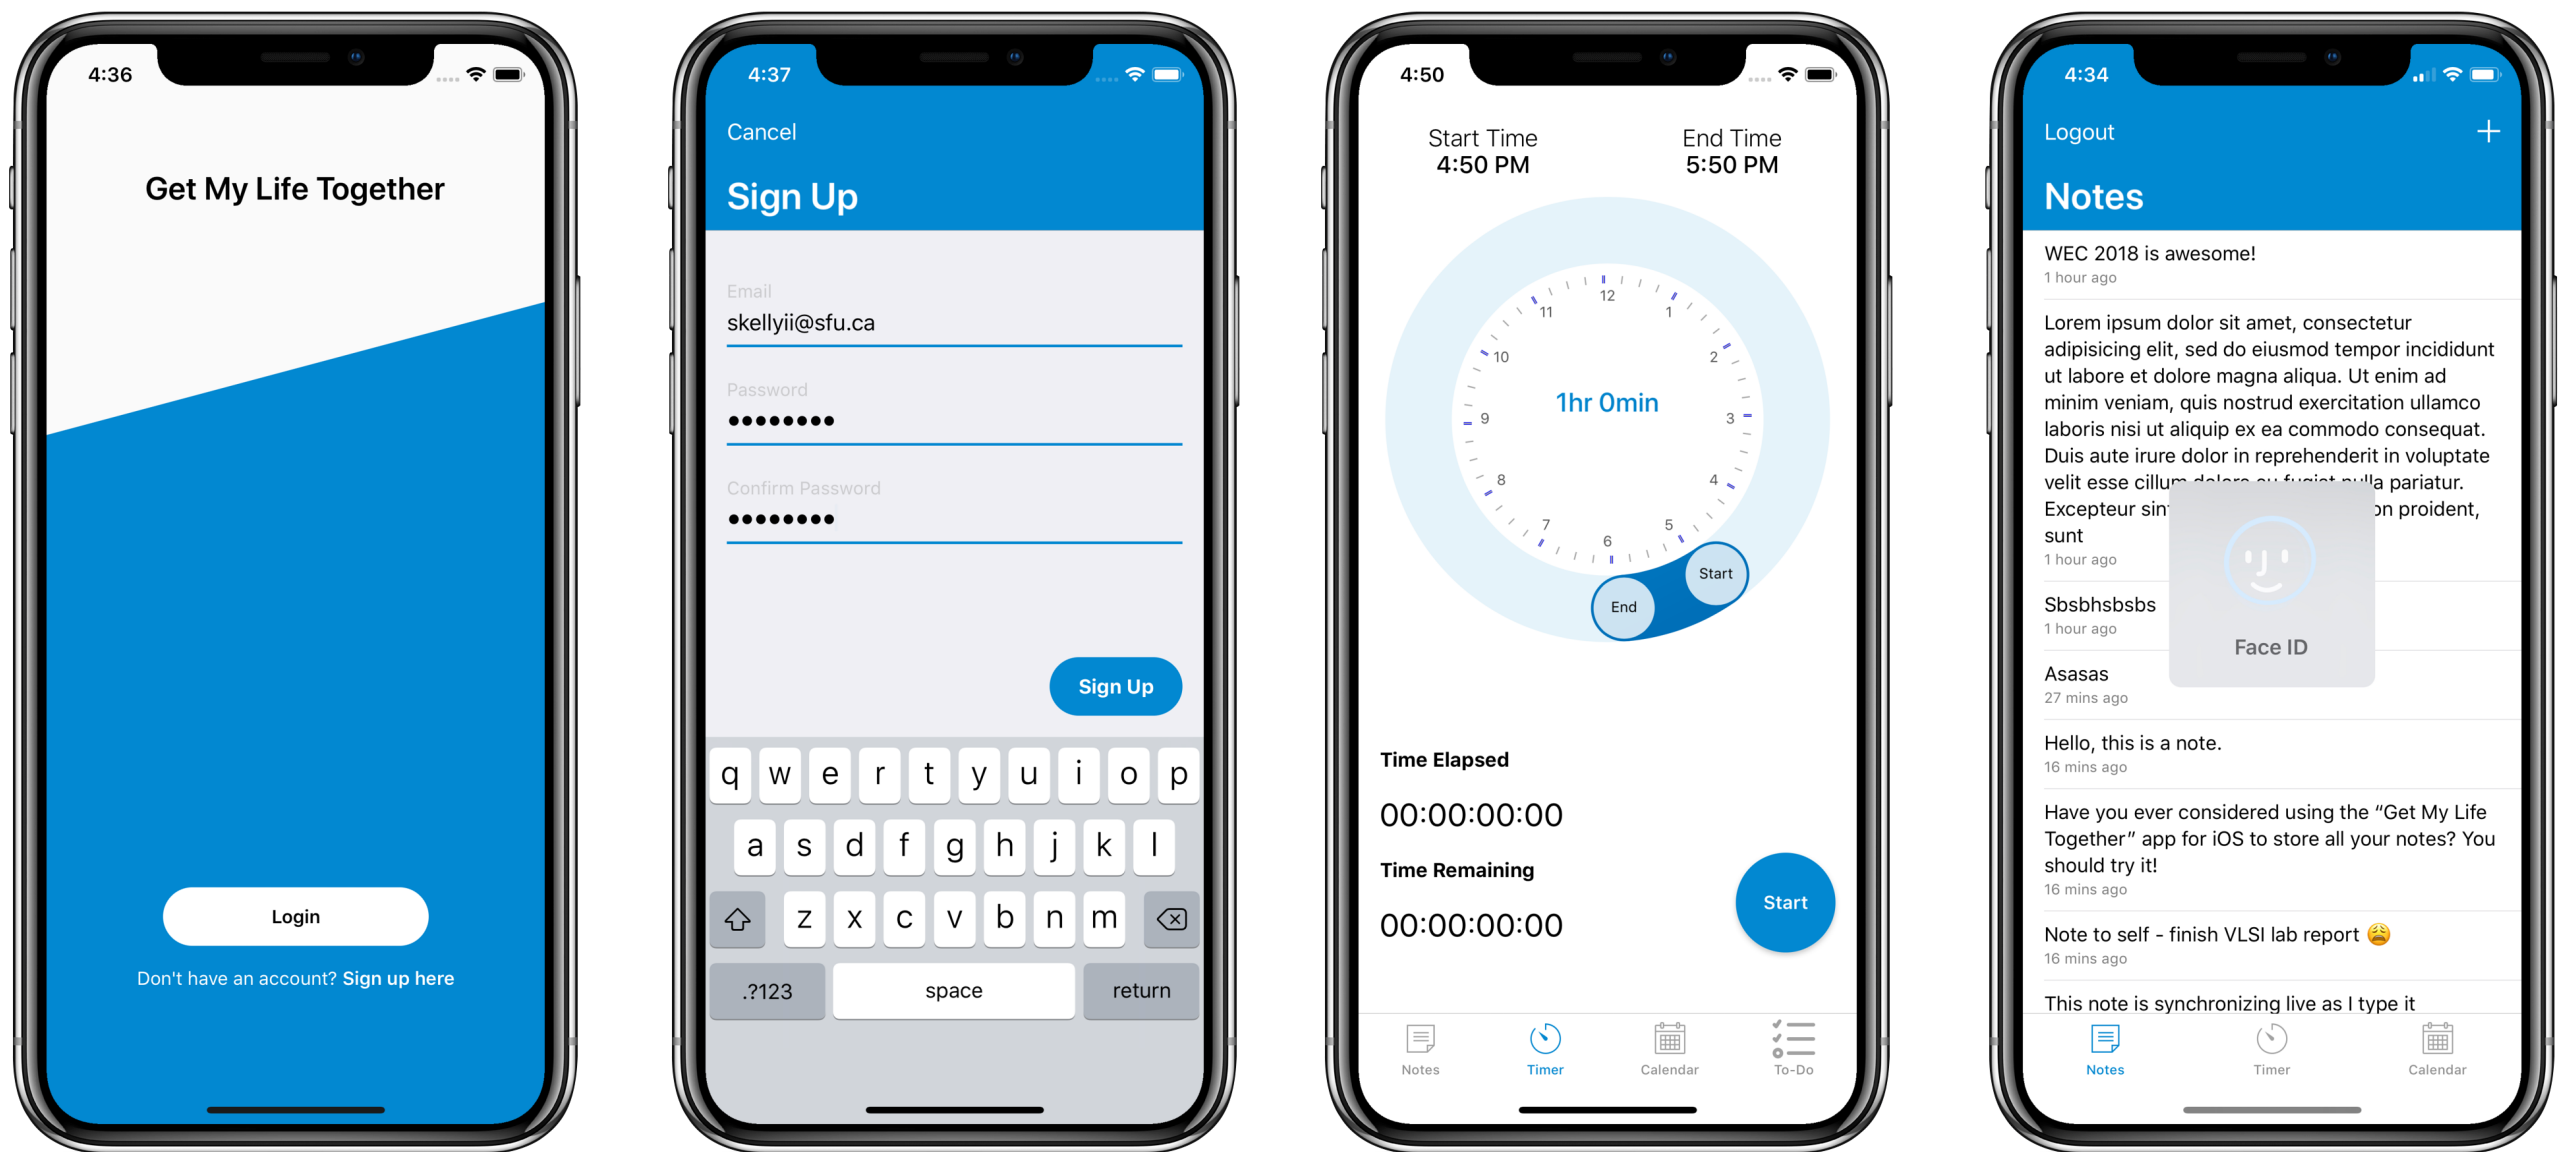 4:36
Get My Life Together
Login
Don't have an account? Sign up here
4:37
Cancel
Sign Up
Email
skellyii@sfu.ca
Password
Confirm Password
Sign Up
q w e r t y u i o p
a s d f g h j k l
z x c v b n m
.?123 space return
4:50
Start Time End Time
4:50 PM 5:50 PM
12
11 1
10 2
1hr 0min
9 3
8 4
7 5
6
Start
End
Time Elapsed
00:00:00:00
Time Remaining
00:00:00:00
Start
Notes Timer Calendar To-Do
4:34
Logout +
Notes
WEC 2018 is awesome!
1 hour ago
Lorem ipsum dolor sit amet, consectetur
adipisicing elit, sed do eiusmod tempor incididunt
ut labore et dolore magna aliqua. Ut enim ad
minim veniam, quis nostrud exercitation ullamco
laboris nisi ut aliquip ex ea commodo consequat.
Duis aute irure dolor in reprehenderit in voluptate
velit esse cillum dolore eu fugiat nulla pariatur.
Excepteur proident,
sunt
1 hour ago
Face ID
Sbsbhsbsbs
1 hour ago
Asasas
27 mins ago
Hello, this is a note.
16 mins ago
Have you ever considered using the “Get My Life
Together” app for iOS to store all your notes? You
should try it!
16 mins ago
Note to self - finish VLSI lab report 😩
16 mins ago
This note is synchronizing live as I type it
Notes Timer Calendar